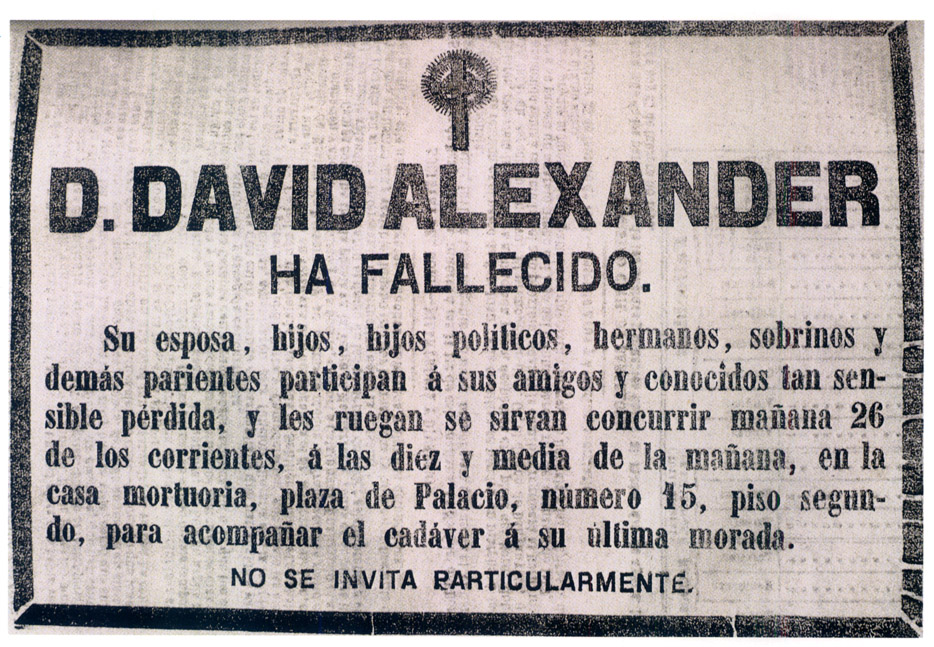 D. DAVID ALEXANDER
HA FALLECIDO.
Su esposa, hijos, hijos políticos, hermanos, sobrinos y
demás parientes participan á sus amigos y conocidos tan sen-
sible pérdida, y les ruegan se sirvan concurrir mañana 26
de los corrientes, á las diez y media de la mañana, en la
casa mortuoria, plaza de Palacio, número 15, piso segun-
do, para acompañar el cadáver á su última morada.
NO SE INVITA PARTICULARMENTE.